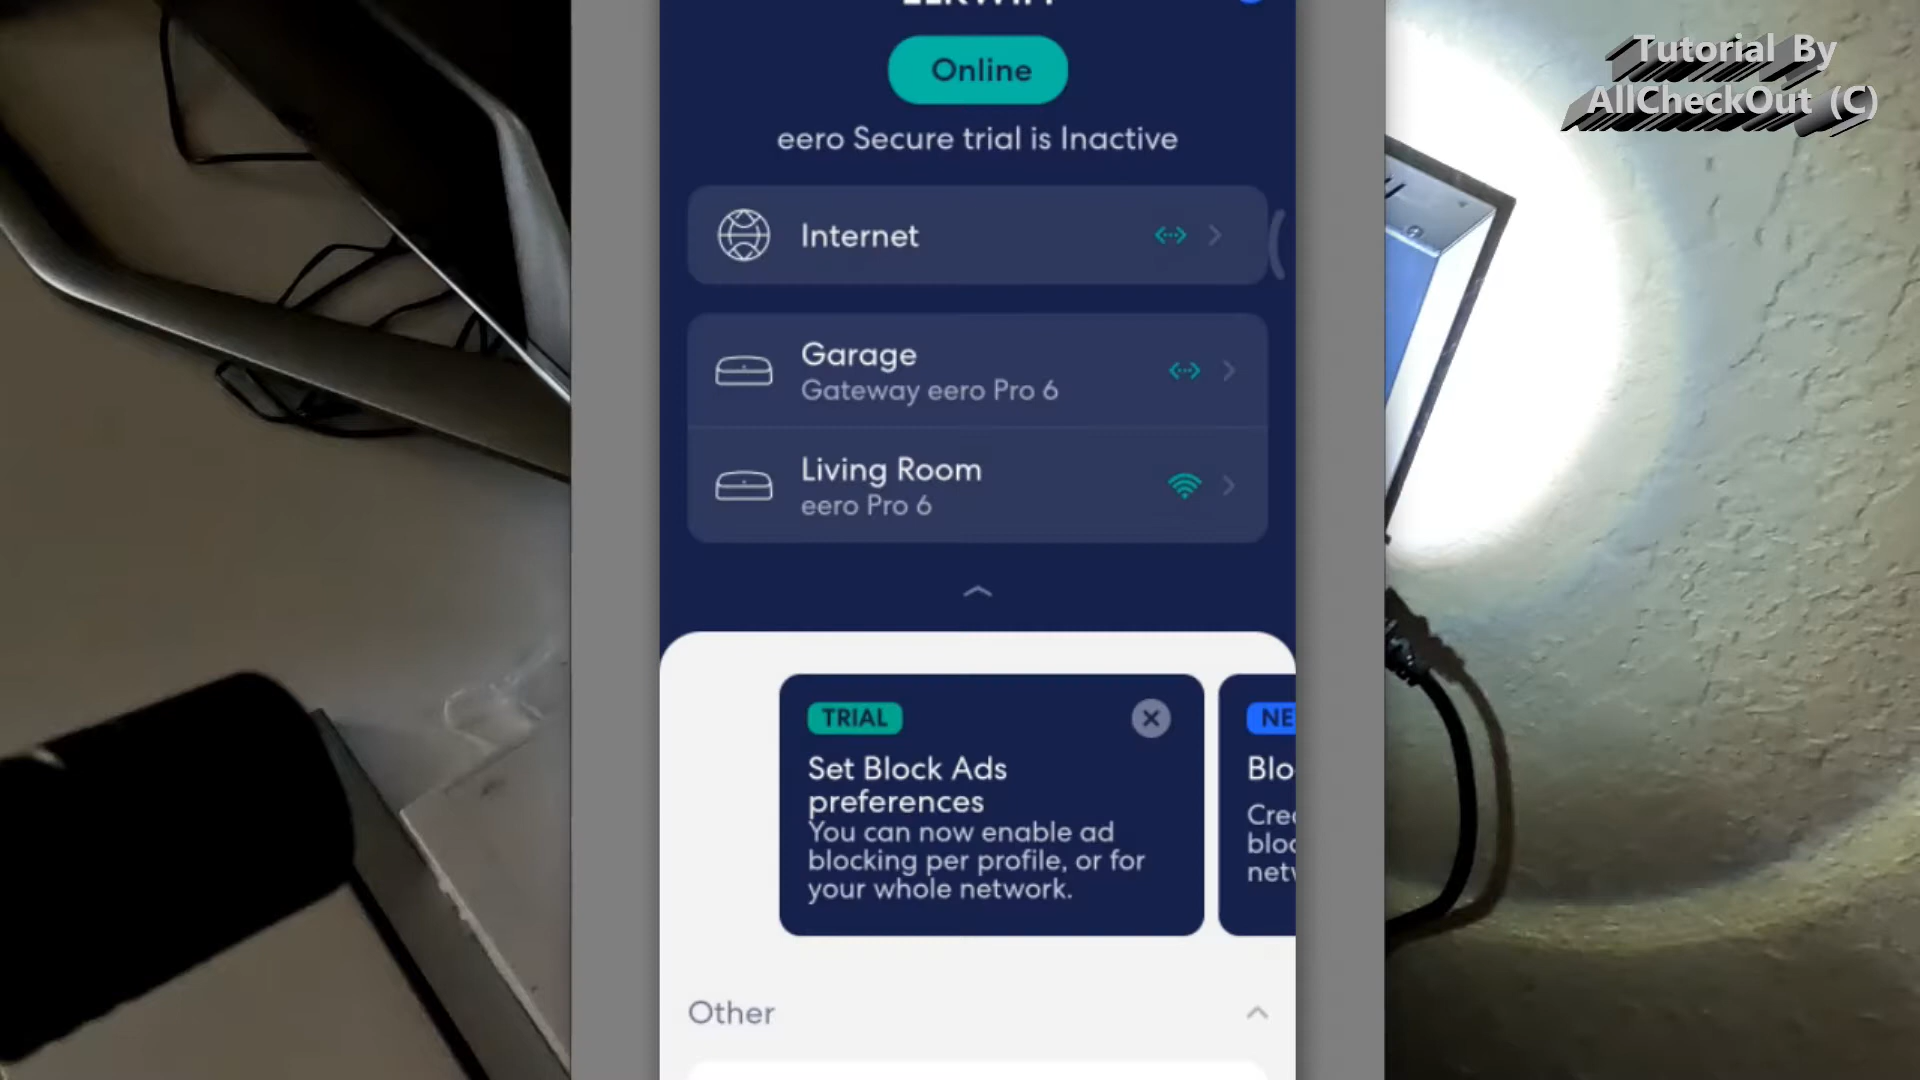 Tutorial By
AllCheckOut (C)
Online
eero Secure trial is Inactive
Internet
Garage
Gateway eero Pro 6
Living Room
eero Pro 6
TRIAL
Set Block Ads
preferences
You can now enable ad
blocking per profile, or for
your whole network.
Other